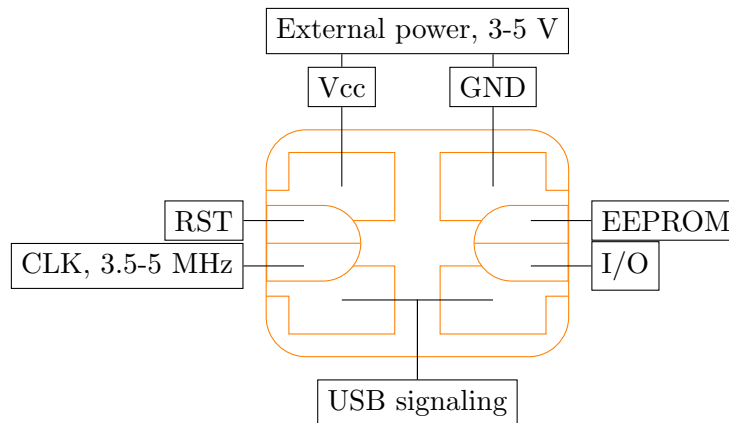 External power, 3-5 V
Vcc
GND
RST
EEPROM
CLK, 3.5-5 MHz
I/O
USB signaling